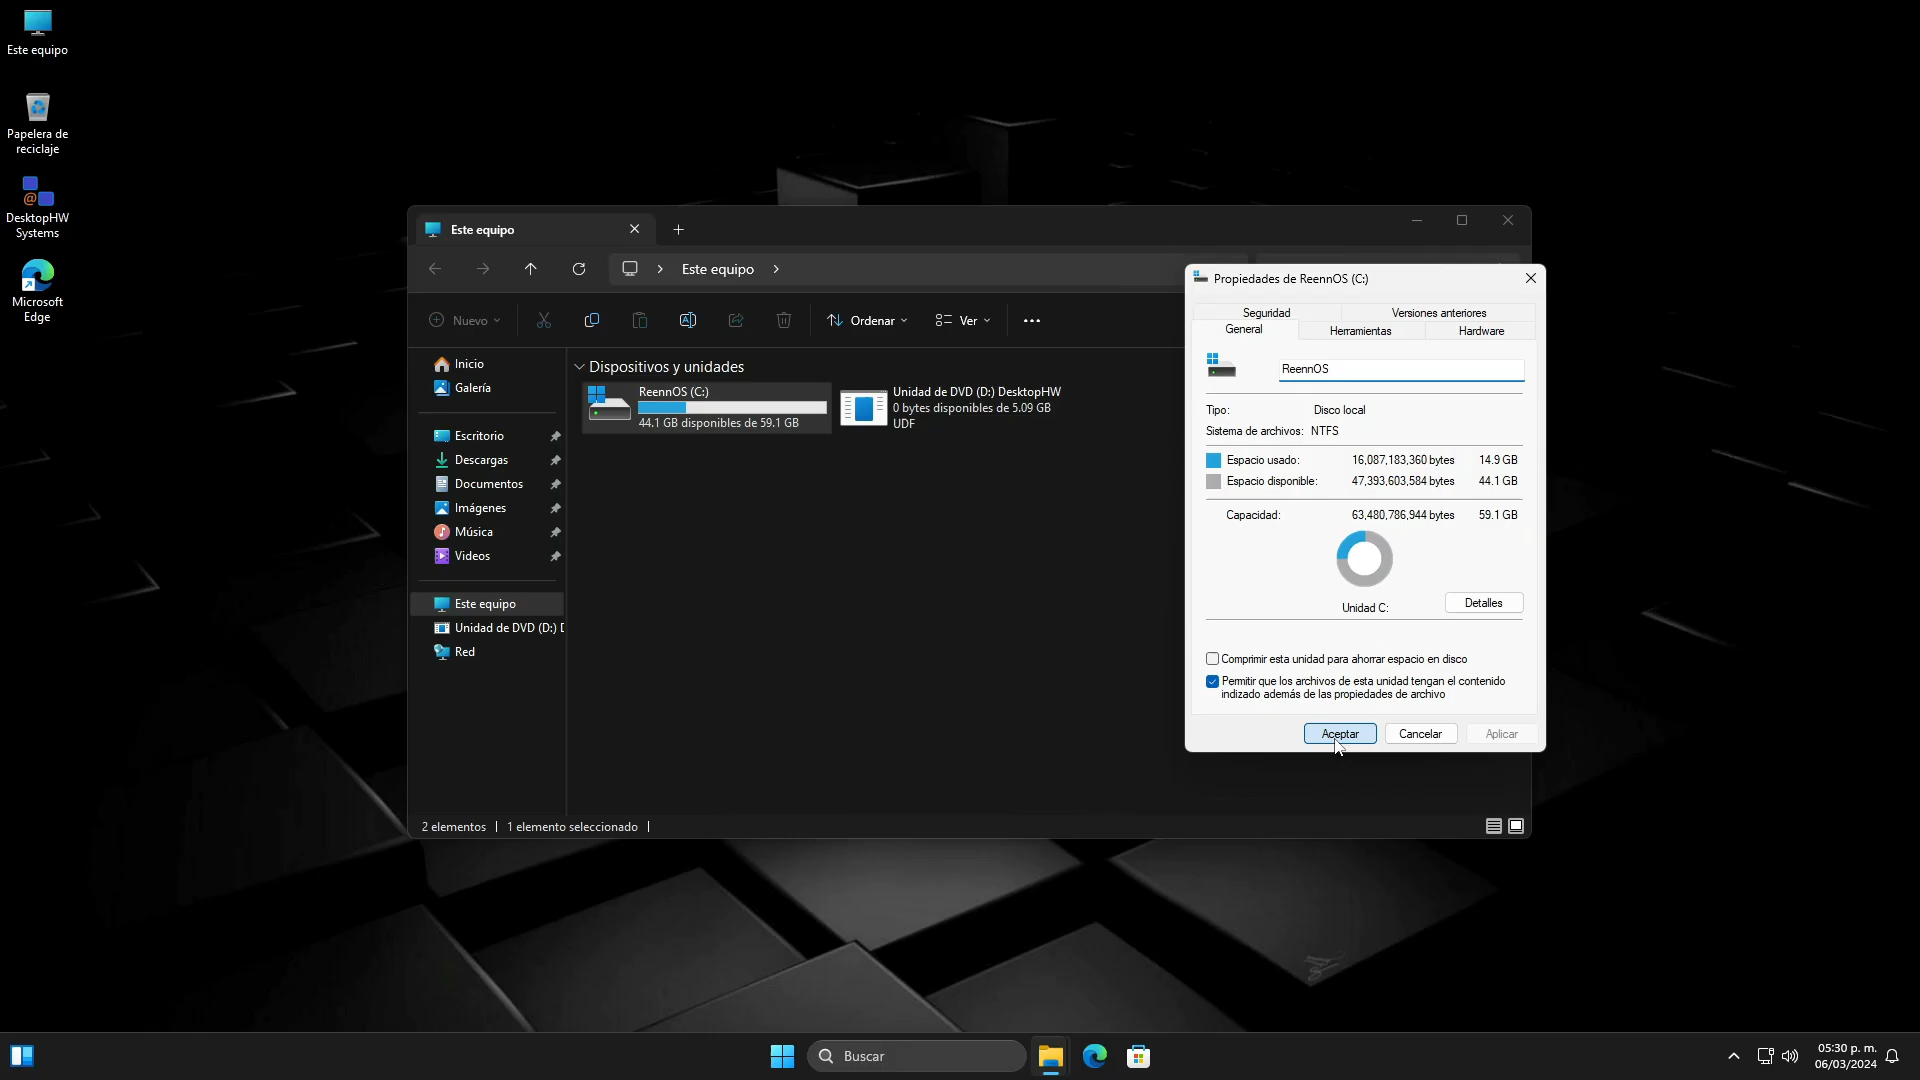 Este equipo
Papelera de
reciclaje
DesktopHW
Systems
Microsoft
Edge
Este equipo
Este equipo
Nuevo
Ordenar
Ver
Inicio
Galería
Escritorio
Descargas
Documentos
Imágenes
Música
Videos
Este equipo
Unidad de DVD (D:) D
Red
Dispositivos y unidades
ReennOS (C:)
44.1 GB disponibles de 59.1 GB
Unidad de DVD (D:) DesktopHW
0 bytes disponibles de 5.09 GB
UDF
2 elementos
1 elemento seleccionado
Propiedades de ReennOS (C:)
Seguridad Versiones anteriores
General Herramientas Hardware
ReennOS
Tipo: Disco local
Sistema de archivos: NTFS
Espacio usado: 16,087,183,360 bytes 14.9 GB
Espacio disponible: 47,393,603,584 bytes 44.1 GB
Capacidad: 63,480,786,944 bytes 59.1 GB
Unidad C:
Detalles
Comprimir esta unidad para ahorrar espacio en disco
Permitir que los archivos de esta unidad tengan el contenido
indizado además de las propiedades de archivo
Aceptar Cancelar Aplicar
Buscar
05:30 p. m.
06/03/2024